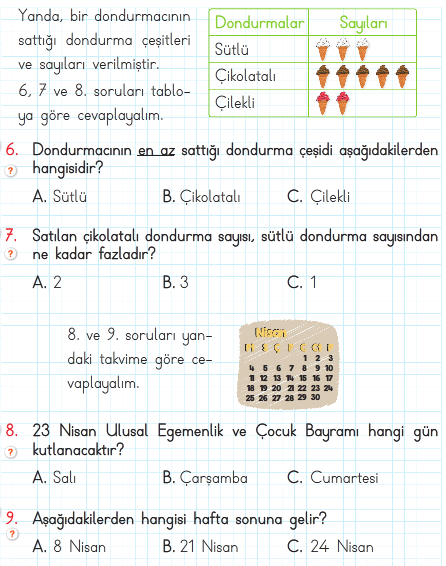 Yanda, bir dondurmacının
sattığı dondurma çeşitleri
ve sayıları verilmiştir.
6, 7 ve 8. soruları tablo-
ya göre cevaplayalım.
Dondurmalar Sayıları
Sütlü
Çikolatalı
Çilekli
6. Dondurmacının en az sattığı dondurma çeşidi aşağıdakilerden
? hangisidir?
A. Sütlü B. Çikolatalı C. Çilekli
7. Satılan çikolatalı dondurma sayısı, sütlü dondurma sayısından
? ne kadar fazladır?
A. 2 B. 3 C. 1
8. ve 9. soruları yan-
daki takvime göre ce-
vaplayalım.
Nisan
P S Ç P C Ct P
1 2 3
4 5 6 7 8 9 10
11 12 13 14 15 16 17
18 19 20 21 22 23 24
25 26 27 28 29 30
8. 23 Nisan Ulusal Egemenlik ve Çocuk Bayramı hangi gün
? kutlanacaktır?
A. Salı B. Çarşamba C. Cumartesi
9. Aşağıdakilerden hangisi hafta sonuna gelir?
?
A. 8 Nisan B. 21 Nisan C. 24 Nisan